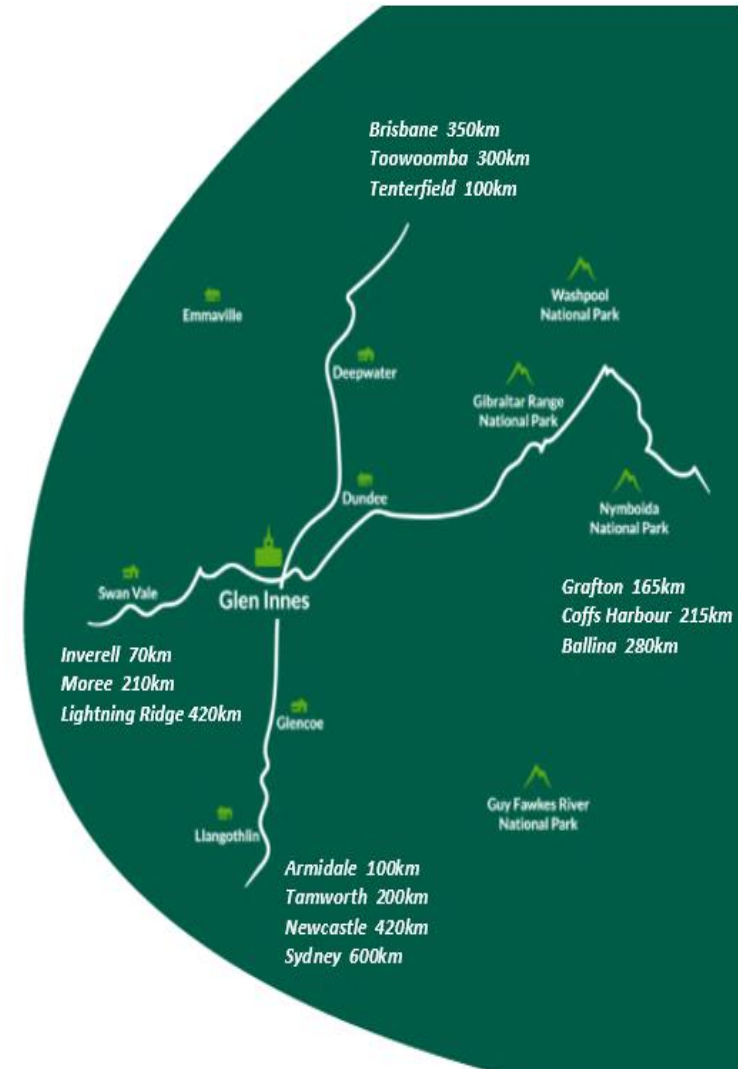 Brisbane 350km
Toowoomba 300km
Tenterfield 100km
Washpool
National Park
Emmaville
Deepwater
Gibraltar Range
National Park
Dundee
Nymboida
National Park
Swan Vale
Glen Innes
Grafton 165km
Coffs Harbour 215km
Ballina 280km
Inverell 70km
Moree 210km
Lightning Ridge 420km
Glencoe
Guy Fawkes River
National Park
Llangothlin
Armidale 100km
Tamworth 200km
Newcastle 420km
Sydney 600km